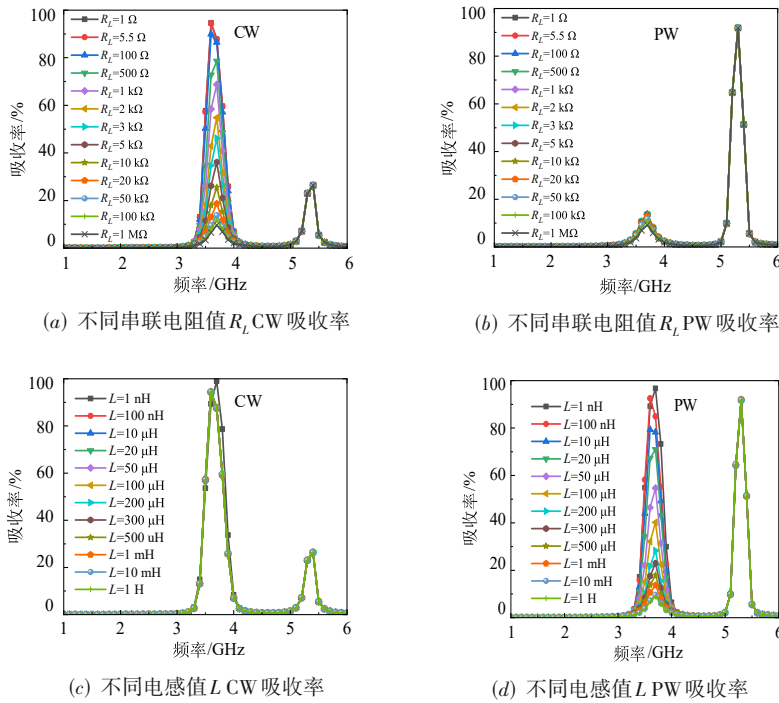 R_L=1 Ω
R_L=5.5 Ω
R_L=100 Ω
R_L=500 Ω
R_L=1 kΩ
R_L=2 kΩ
R_L=3 kΩ
R_L=5 kΩ
R_L=10 kΩ
R_L=20 kΩ
R_L=50 kΩ
R_L=100 kΩ
R_L=1 MΩ
CW
100
80
60
40
20
0
吸收率/%
1 2 3 4 5 6
频率/GHz
(a) 不同串联电阻值R_L CW吸收率
R_L=1 Ω
R_L=5.5 Ω
R_L=100 Ω
R_L=500 Ω
R_L=1 kΩ
R_L=2 kΩ
R_L=3 kΩ
R_L=5 kΩ
R_L=10 kΩ
R_L=20 kΩ
R_L=50 kΩ
R_L=100 kΩ
R_L=1 MΩ
PW
100
80
60
40
20
0
吸收率/%
1 2 3 4 5 6
频率/GHz
(b) 不同串联电阻值R_L PW吸收率
L=1 nH
L=100 nH
L=10 μH
L=20 μH
L=50 μH
L=100 μH
L=200 μH
L=300 μH
L=500 uH
L=1 mH
L=10 mH
L=1 H
CW
100
80
60
40
20
0
吸收率/%
1 2 3 4 5 6
频率/GHz
(c) 不同电感值L CW吸收率
L=1 nH
L=100 nH
L=10 μH
L=20 μH
L=50 μH
L=100 μH
L=200 μH
L=300 μH
L=500 μH
L=1 mH
L=10 mH
L=1 H
PW
100
80
60
40
20
0
吸收率/%
1 2 3 4 5 6
频率/GHz
(d) 不同电感值L PW吸收率